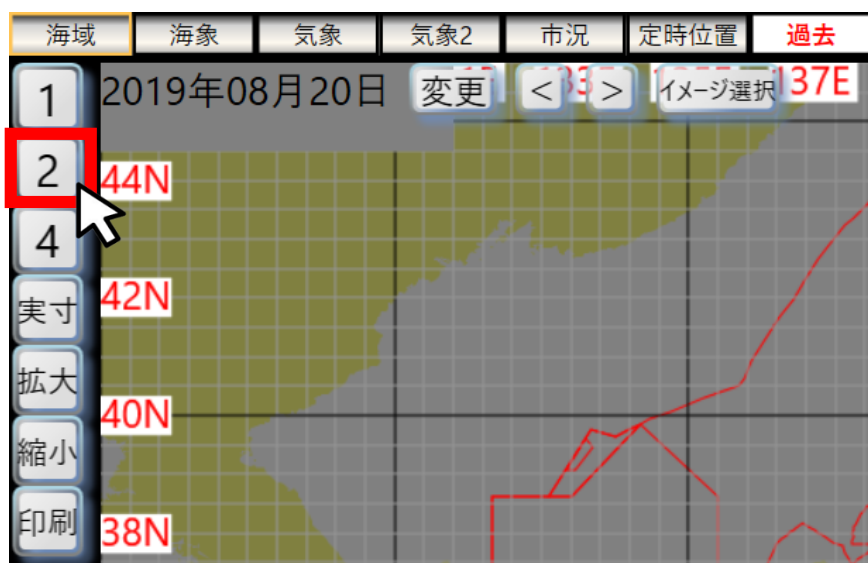 海域 海象 気象 気象2 市況 定時位置 過去
1 2019年08月20日 変更 < > イメージ選択 137E
2 44N
4
実寸 42N
拡大
40N
縮小
印刷 38N